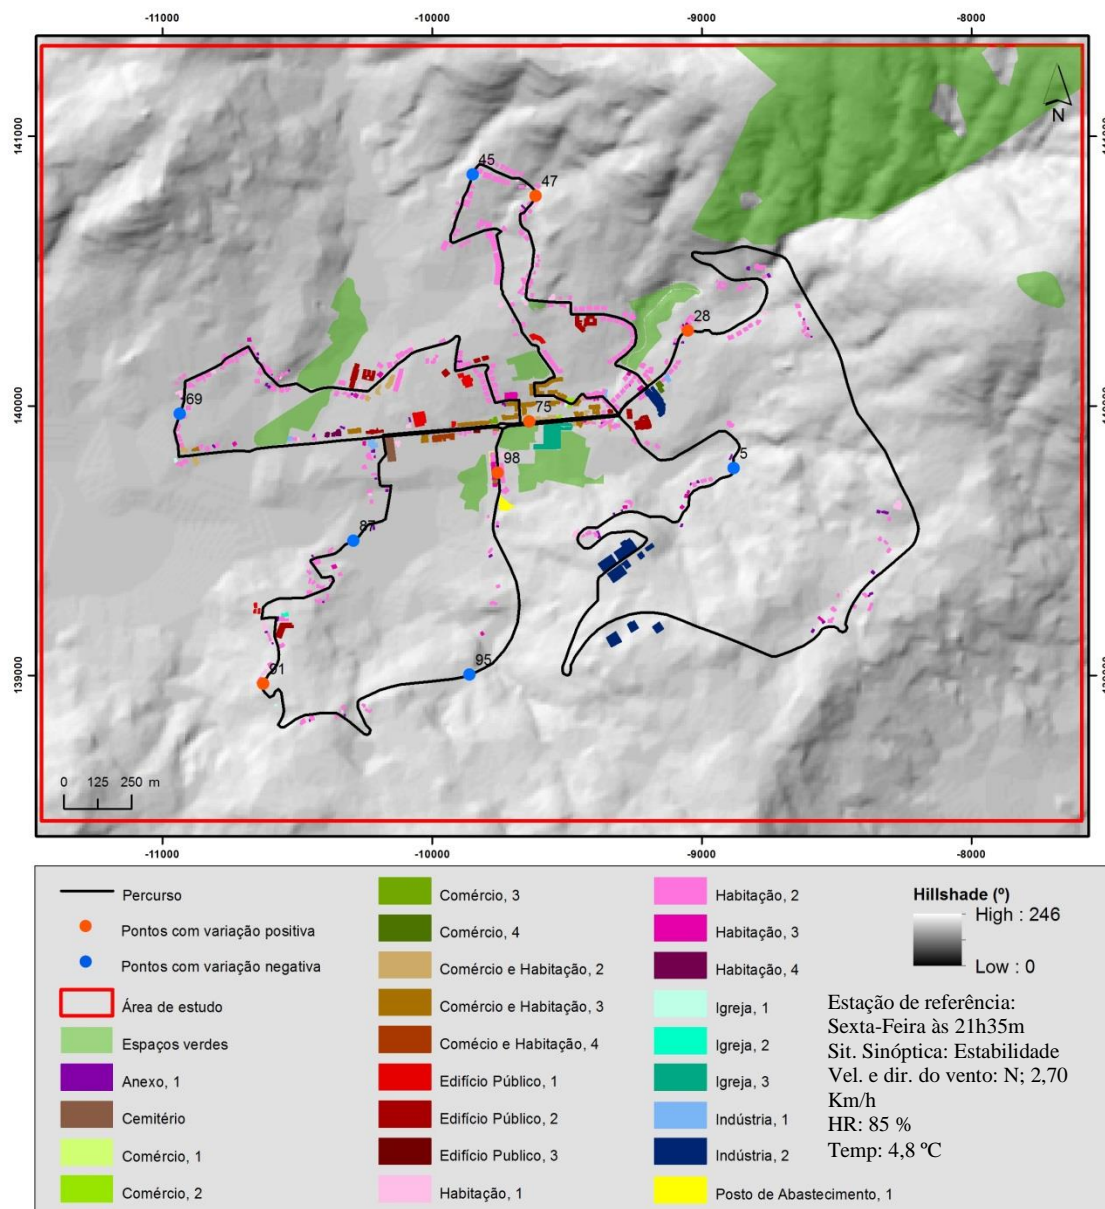 -11000
-10000
-9000
-8000
141000
141000
N
45
47
28
140000
140000
69
75
5
98
87
139000
139000
91
95
0 125 250 m
-11000
-10000
-9000
-8000
Percurso
Pontos com variação positiva
Pontos com variação negativa
Área de estudo
Espaços verdes
Anexo, 1
Cemitério
Comércio, 1
Comércio, 2
Comércio, 3
Comércio, 4
Comércio e Habitação, 2
Comércio e Habitação, 3
Comécio e Habitação, 4
Edifício Público, 1
Edifício Público, 2
Edifício Publico, 3
Habitação, 1
Habitação, 2
Habitação, 3
Habitação, 4
Igreja, 1
Igreja, 2
Igreja, 3
Indústria, 1
Indústria, 2
Posto de Abastecimento, 1
Hillshade (º)
High : 246
Low : 0
Estação de referência:
Sexta-Feira às 21h35m
Sit. Sinóptica: Estabilidade
Vel. e dir. do vento: N; 2,70
Km/h
HR: 85 %
Temp: 4,8 ºC